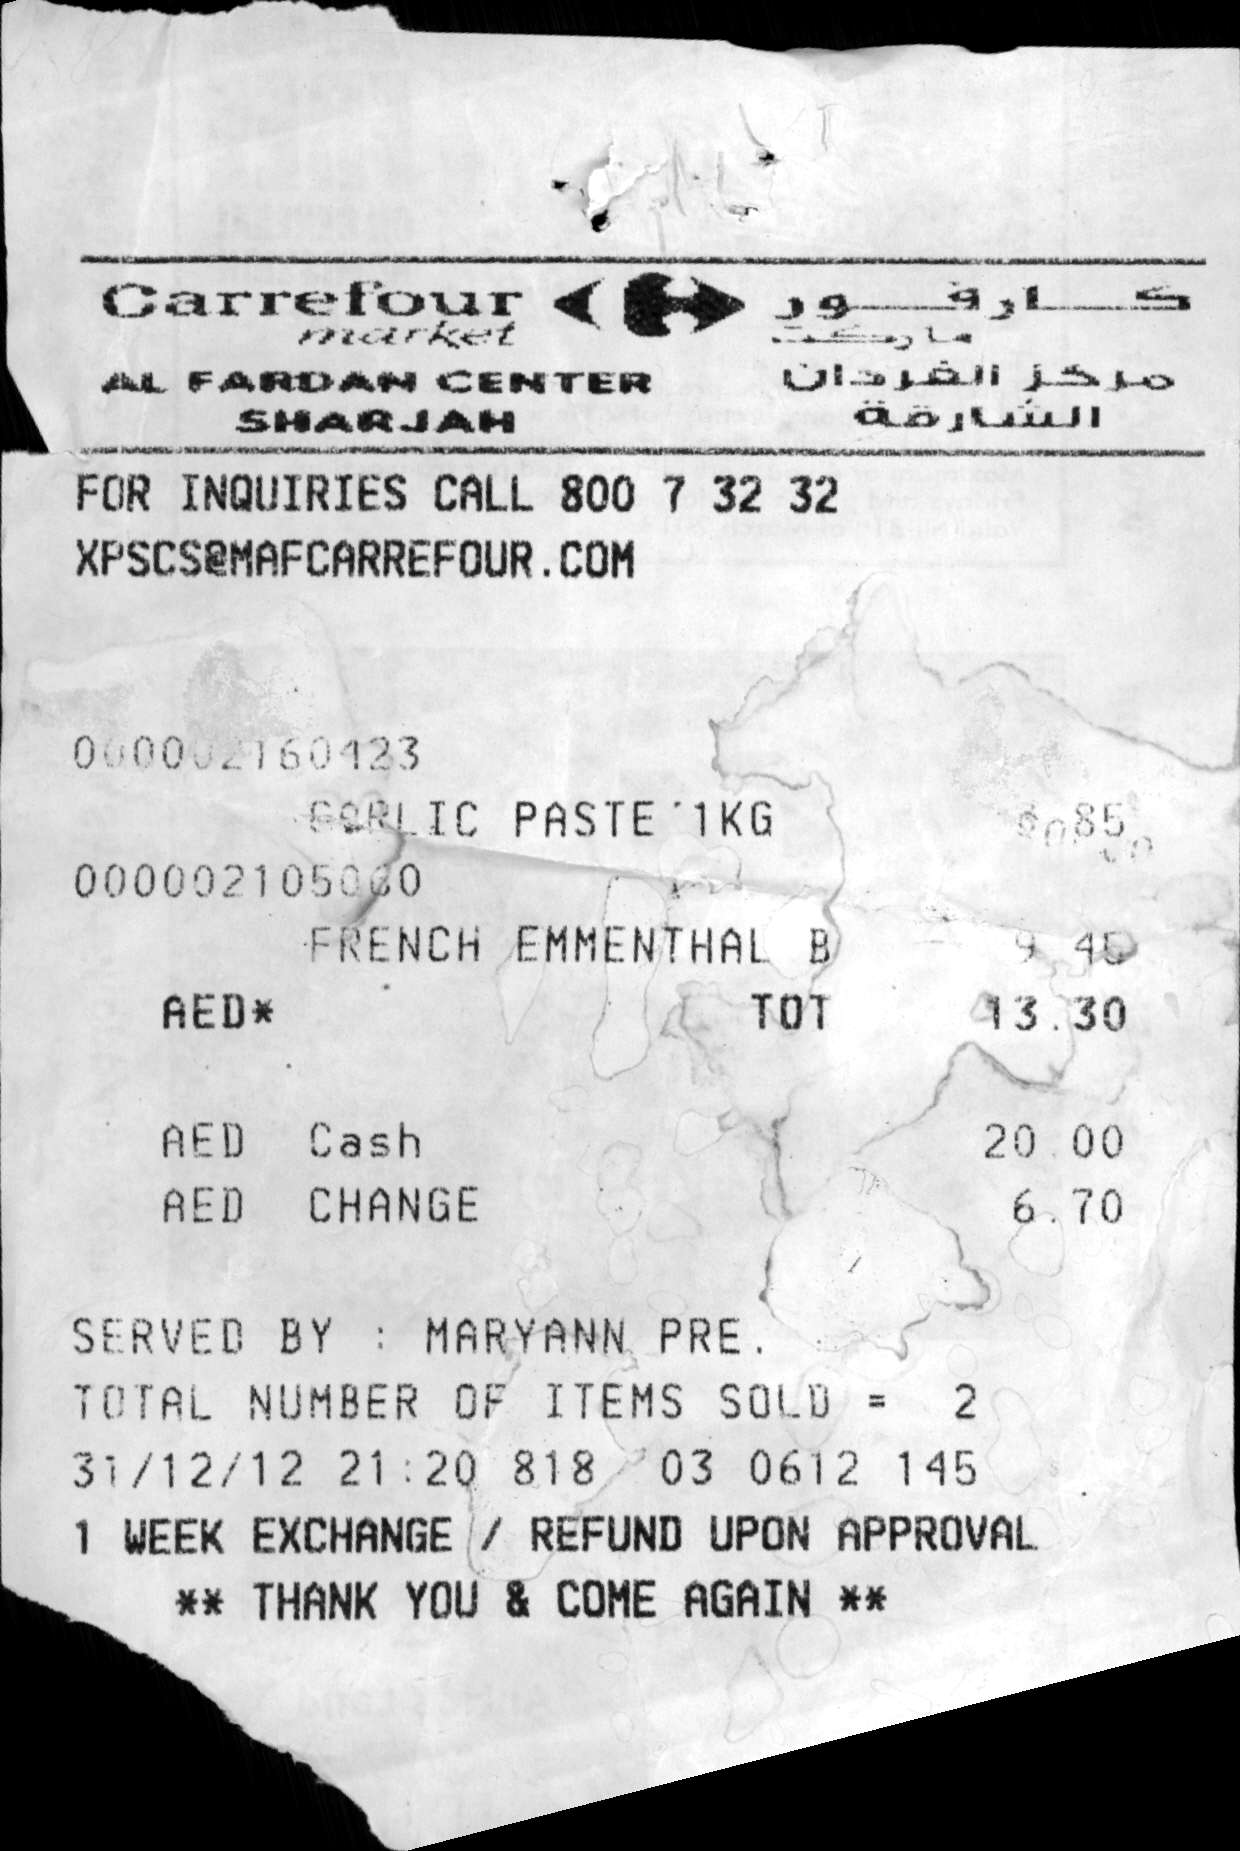 Carrefour كارفور
market ماركت
AL FARDAN CENTER مركز الفردان
SHARJAH الشارقة
FOR INQUIRIES CALL 800 7 32 32
XPSCS@MAFCARREFOUR.COM
000002160423
GARLIC PASTE 1KG
FRENCH EMMENTHAL B 9.45
AED* TOT 13.30
AED Cash 20.00
AED CHANGE 6.70
SERVED BY : MARYANN PRE.
TOTAL NUMBER OF ITEMS SOLD = 2
31/12/12 21:20 818 03 0612 145
1 WEEK EXCHANGE / REFUND UPON APPROVAL
** THANK YOU & COME AGAIN **